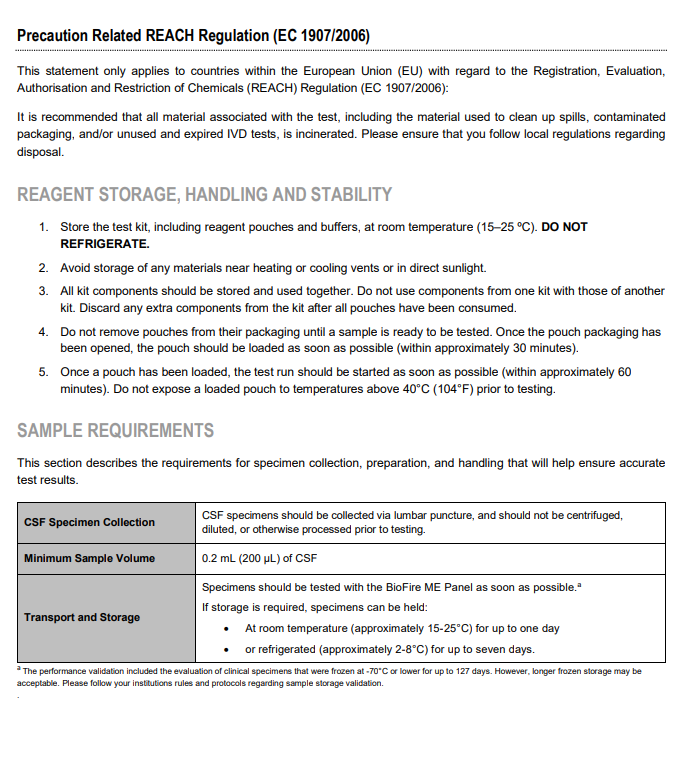 Precaution Related REACH Regulation (EC 1907/2006)
This statement only applies to countries within the European Union (EU) with regard to the Registration, Evaluation,
Authorisation and Restriction of Chemicals (REACH) Regulation (EC 1907/2006):
It is recommended that all material associated with the test, including the material used to clean up spills, contaminated
packaging, and/or unused and expired IVD tests, is incinerated. Please ensure that you follow local regulations regarding
disposal.
REAGENT STORAGE, HANDLING AND STABILITY
1. Store the test kit, including reagent pouches and buffers, at room temperature (15–25 ºC). DO NOT
REFRIGERATE.
2. Avoid storage of any materials near heating or cooling vents or in direct sunlight.
3. All kit components should be stored and used together. Do not use components from one kit with those of another
kit. Discard any extra components from the kit after all pouches have been consumed.
4. Do not remove pouches from their packaging until a sample is ready to be tested. Once the pouch packaging has
been opened, the pouch should be loaded as soon as possible (within approximately 30 minutes).
5. Once a pouch has been loaded, the test run should be started as soon as possible (within approximately 60
minutes). Do not expose a loaded pouch to temperatures above 40°C (104°F) prior to testing.
SAMPLE REQUIREMENTS
This section describes the requirements for specimen collection, preparation, and handling that will help ensure accurate
test results.
CSF Specimen Collection
CSF specimens should be collected via lumbar puncture, and should not be centrifuged,
diluted, or otherwise processed prior to testing.
Minimum Sample Volume
0.2 mL (200 µL) of CSF
Transport and Storage
Specimens should be tested with the BioFire ME Panel as soon as possible.ª
If storage is required, specimens can be held:
• At room temperature (approximately 15-25°C) for up to one day
• or refrigerated (approximately 2-8°C) for up to seven days.
ª The performance validation included the evaluation of clinical specimens that were frozen at -70°C or lower for up to 127 days. However, longer frozen storage may be
acceptable. Please follow your institutions rules and protocols regarding sample storage validation.
.